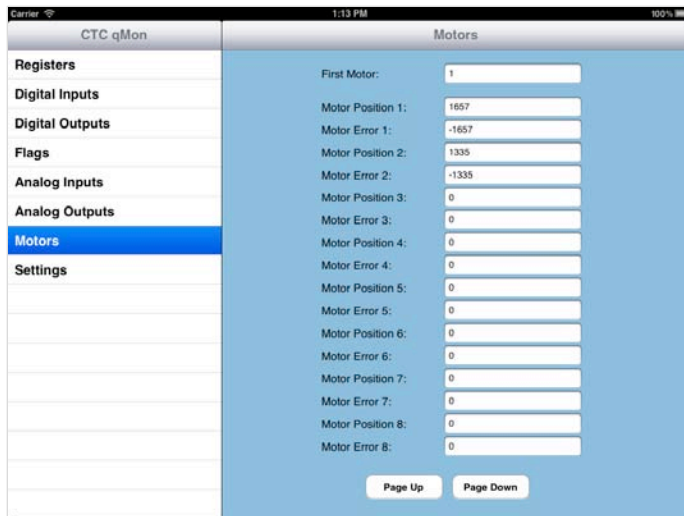 Carrier 1:13 PM 100%
CTC qMon
Registers
Digital Inputs
Digital Outputs
Flags
Analog Inputs
Analog Outputs
Motors
Settings
Motors
First Motor: 1
Motor Position 1: 1657
Motor Error 1: -1657
Motor Position 2: 1335
Motor Error 2: -1335
Motor Position 3: 0
Motor Error 3: 0
Motor Position 4: 0
Motor Error 4: 0
Motor Position 5: 0
Motor Error 5: 0
Motor Position 6: 0
Motor Error 6: 0
Motor Position 7: 0
Motor Error 7: 0
Motor Position 8: 0
Motor Error 8: 0
Page Up Page Down